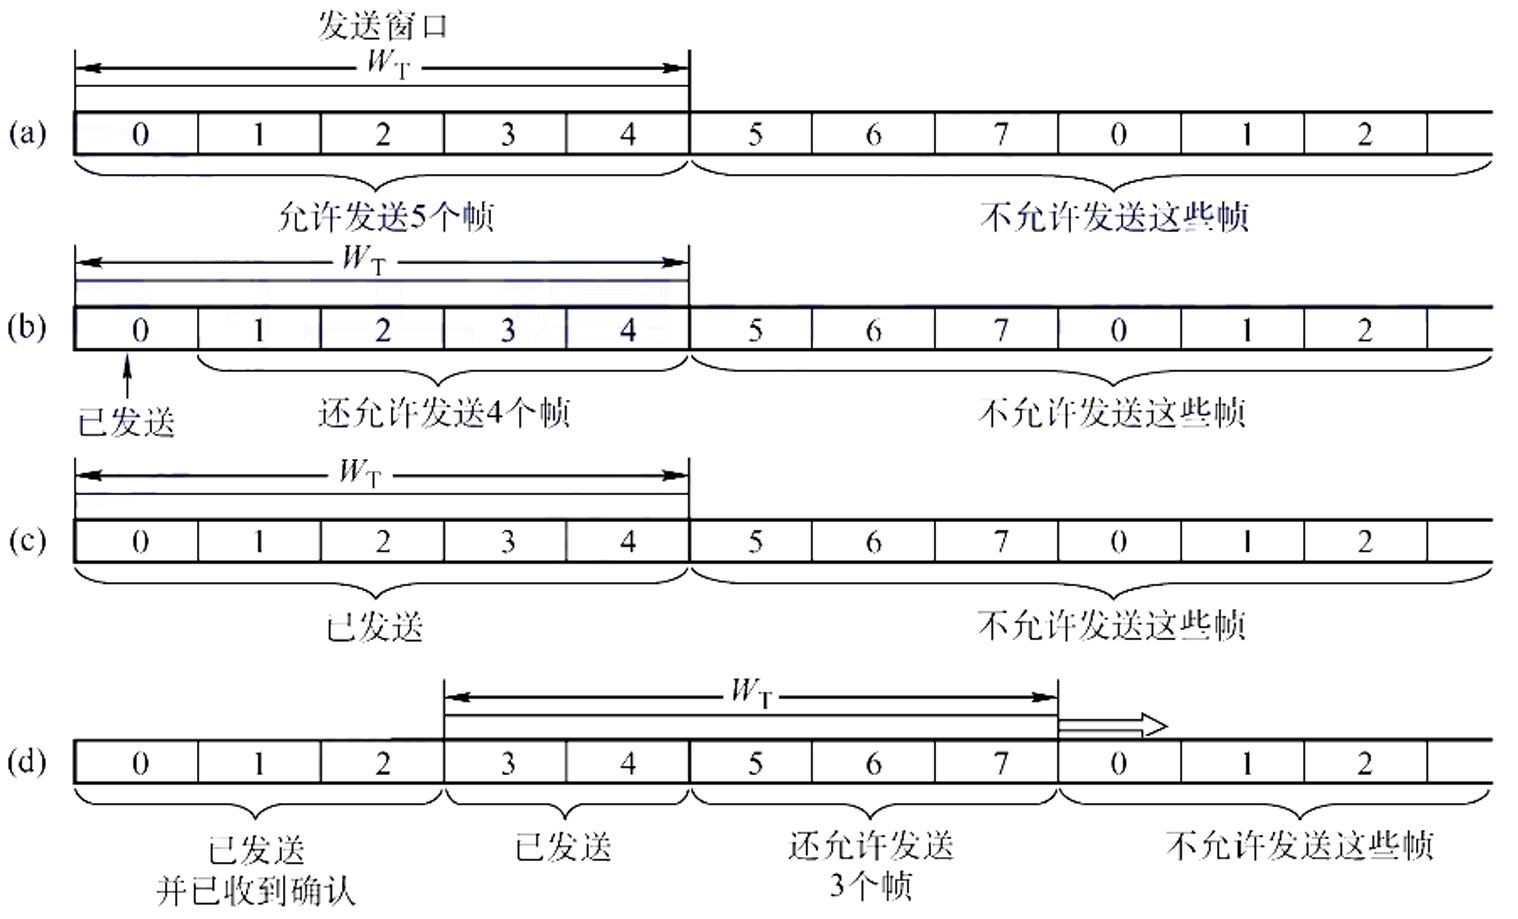 发送窗口
W_T
(a) 0 1 2 3 4 5 6 7 0 1 2
允许发送5个帧 不允许发送这些帧
W_T
(b) 0 1 2 3 4 5 6 7 0 1 2
已发送 还允许发送4个帧 不允许发送这些帧
W_T
(c) 0 1 2 3 4 5 6 7 0 1 2
已发送 不允许发送这些帧
W_T
(d) 0 1 2 3 4 5 6 7 0 1 2
已发送 已发送 还允许发送 不允许发送这些帧
并已收到确认 3个帧